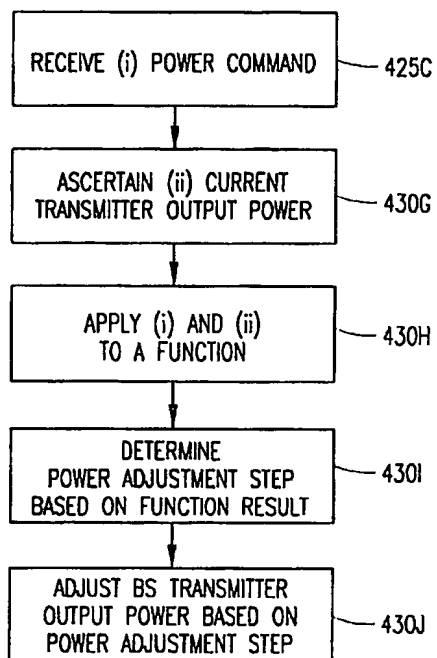 RECEIVE (i) POWER COMMAND
425C
ASCERTAIN (ii) CURRENT
TRANSMITTER OUTPUT POWER
430G
APPLY (i) AND (ii)
TO A FUNCTION
430H
DETERMINE
POWER ADJUSTMENT STEP
BASED ON FUNCTION RESULT
430I
ADJUST BS TRANSMITTER
OUTPUT POWER BASED ON
POWER ADJUSTMENT STEP
430J